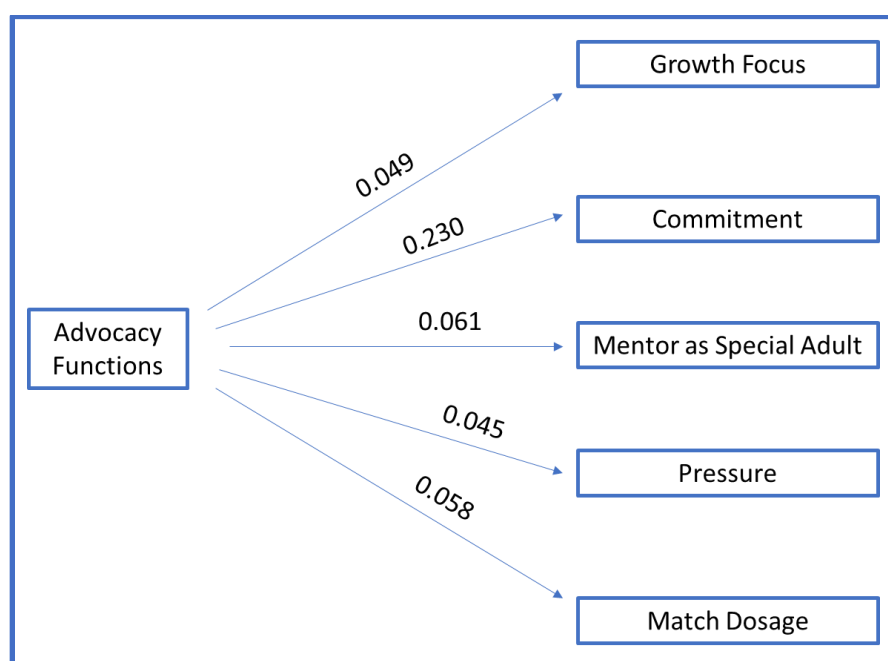 Growth Focus
0.049
Commitment
0.230
Advocacy
Functions
0.061
Mentor as Special Adult
0.045
Pressure
0.058
Match Dosage